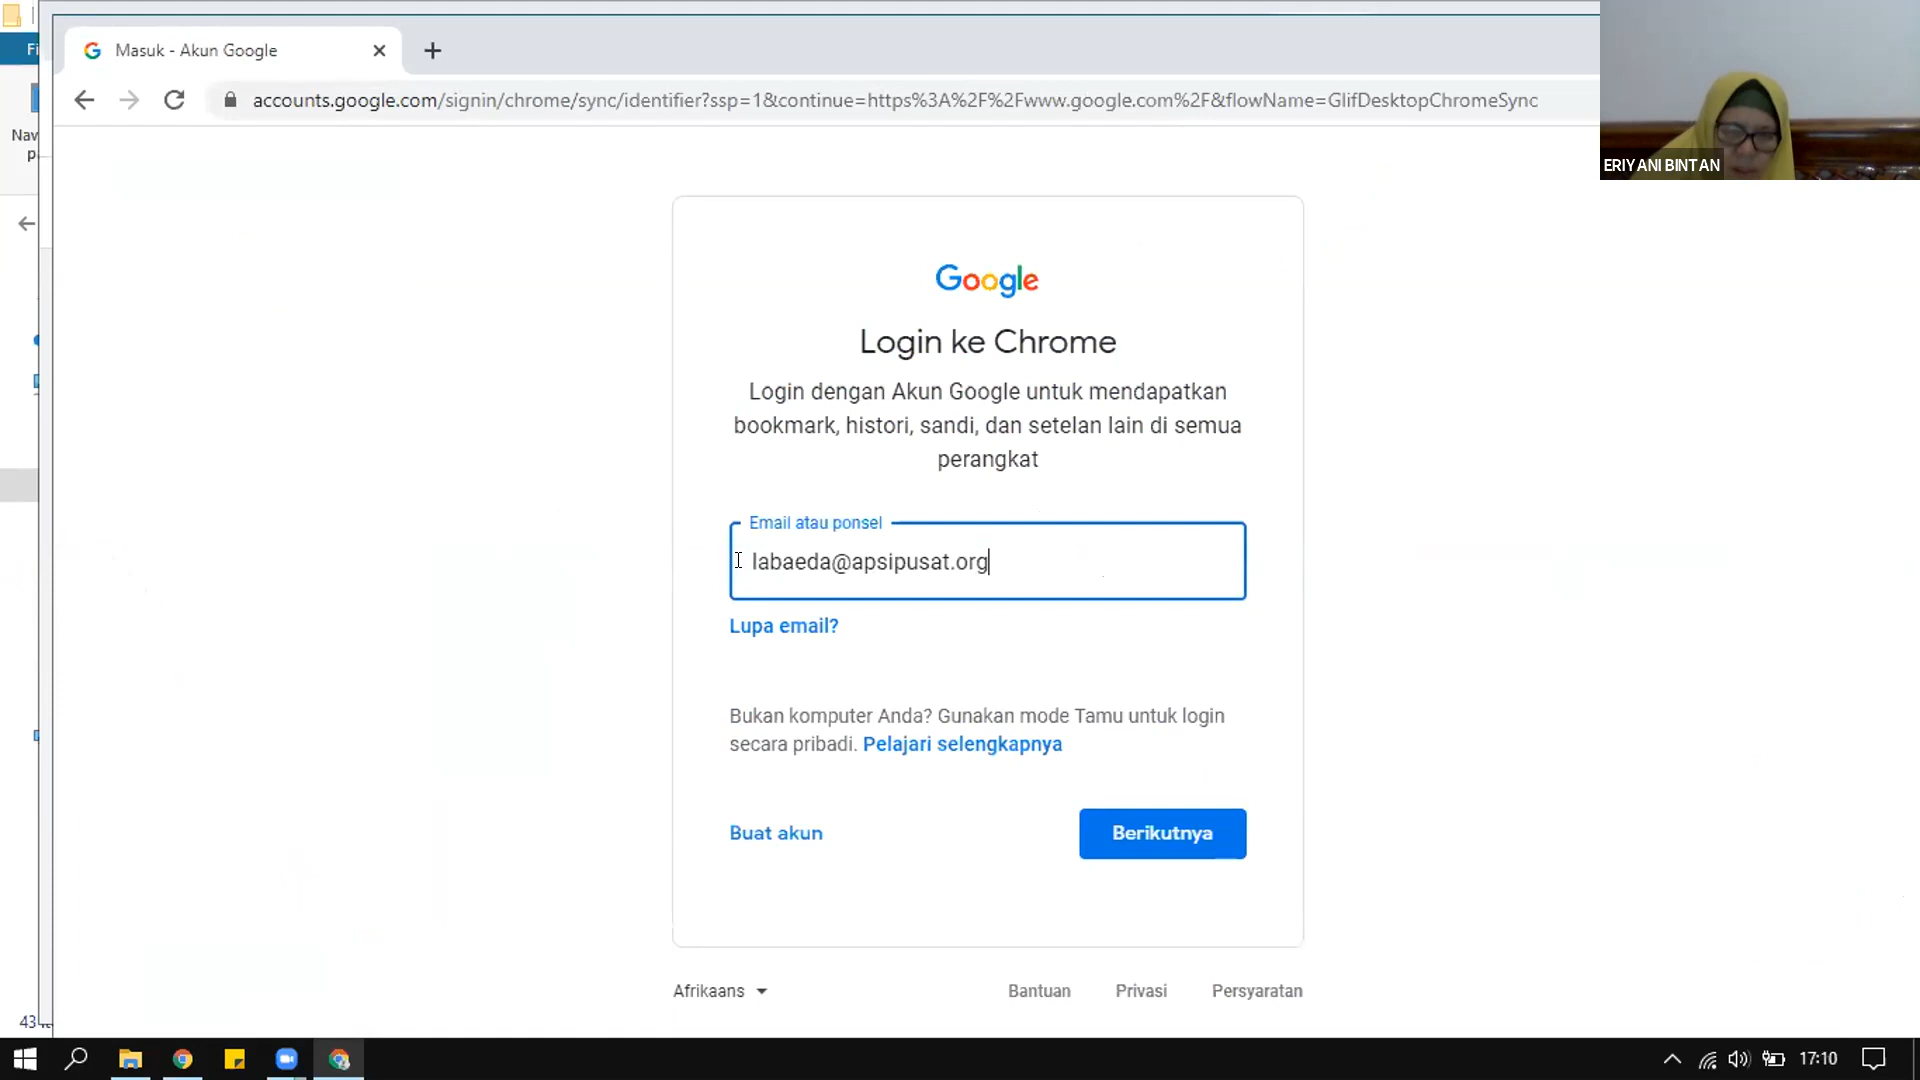 Masuk - Akun Google
accounts.google.com/signin/chrome/sync/identifier?ssp=1&continue=https%3A%2F%2Fwww.google.com%2F&flowName=GlifDesktopChromeSync
ERIYANI BINTAN
Fi
Nav
p
Google
Login ke Chrome
Login dengan Akun Google untuk mendapatkan
bookmark, histori, sandi, dan setelan lain di semua
perangkat
Email atau ponsel
labaeda@apsipusat.org
Lupa email?
Bukan komputer Anda? Gunakan mode Tamu untuk login
secara pribadi. Pelajari selengkapnya
Buat akun
Berikutnya
Afrikaans
Bantuan
Privasi
Persyaratan
17:10